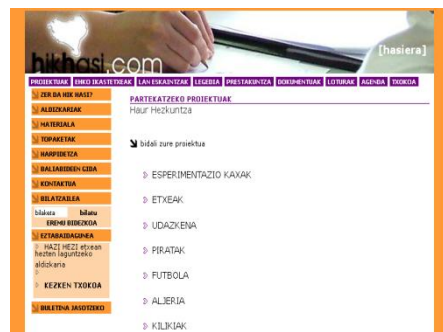 hikhasi.com
[hasiera]
PROIEKTUAK EHKO IKASTETXEAK LAN ESKAINTZAK LEGEDIA PRESTAKUNTZA DOKUMENTUAK LOTURAK AGENDA TXOKOA
ZER DA HIK HASI?
ALDIZKARIAK
MATERIALA
TOPAKETAK
HARPIDETZA
BALIABIDEEN GIDA
KONTAKTUA
BILATZAILEA
bilaketa bilatu
EREMU BIDEZKOA
EZTABAIDAGUNEA
HAZI HEZI etxean
hezten laguntzeko
aldizkaria
KEZKEN TXOKOA
BULETINA JASOTZEKO
PARTEKATZEKO PROIEKTUAK
Haur Hezkuntza
bidali zure proiektua
ESPERIMENTAZIO KAXAK
ETXEAK
UDAZKENA
PIRATAK
FUTBOLA
ALJERIA
KILIKIAK